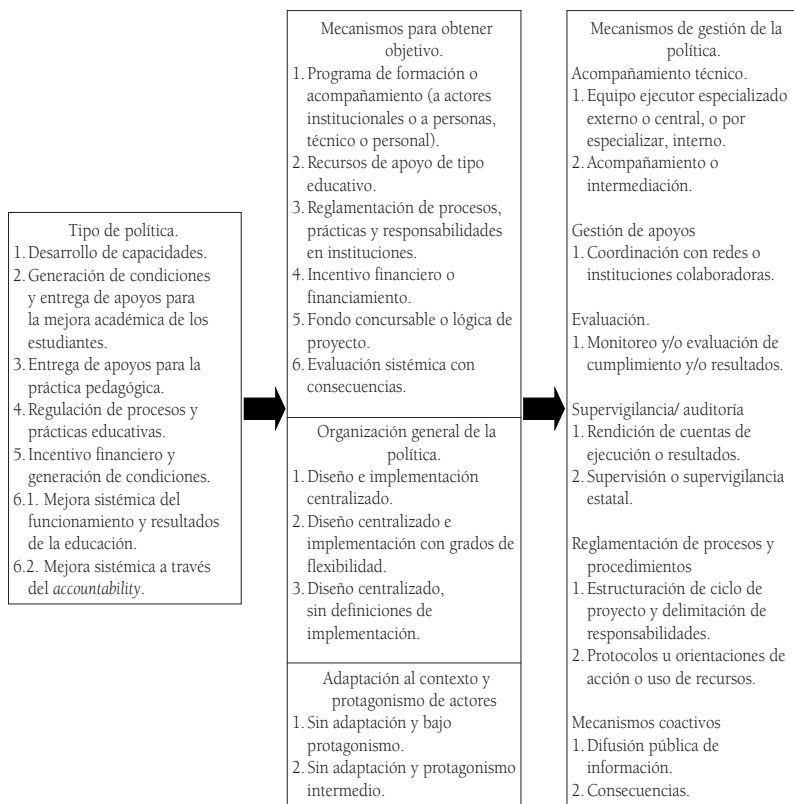 Tipo de política.
1. Desarrollo de capacidades.
2. Generación de condiciones
y entrega de apoyos para
la mejora académica de los
estudiantes.
3. Entrega de apoyos para la
práctica pedagógica.
4. Regulación de procesos y
prácticas educativas.
5. Incentivo financiero y
generación de condiciones.
6.1. Mejora sistémica del
funcionamiento y resultados
de la educación.
6.2. Mejora sistémica a través
del accountability.
Mecanismos para obtener
objetivo.
1. Programa de formación o
acompañamiento (a actores
institucionales o a personas,
técnico o personal).
2. Recursos de apoyo de tipo
educativo.
3. Reglamentación de procesos,
prácticas y responsabilidades
en instituciones.
4. Incentivo financiero o
financiamiento.
5. Fondo concursable o lógica de
proyecto.
6. Evaluación sistémica con
consecuencias.
Organización general de la
política.
1. Diseño e implementación
centralizado.
2. Diseño centralizado e
implementación con grados de
flexibilidad.
3. Diseño centralizado,
sin definiciones de
implementación.
Adaptación al contexto y
protagonismo de actores
1. Sin adaptación y bajo
protagonismo.
2. Sin adaptación y protagonismo
intermedio.
Mecanismos de gestión de la
política.
Acompañamiento técnico.
1. Equipo ejecutor especializado
externo o central, o por
especializar, interno.
2. Acompañamiento o
intermediación.
Gestión de apoyos
1. Coordinación con redes o
instituciones colaboradoras.
Evaluación.
1. Monitoreo y/o evaluación de
cumplimiento y/o resultados.
Supervigilancia/ auditoría
1. Rendición de cuentas de
ejecución o resultados.
2. Supervisión o supervigilancia
estatal.
Reglamentación de procesos y
procedimientos
1. Estructuración de ciclo de
proyecto y delimitación de
responsabilidades.
2. Protocolos u orientaciones de
acción o uso de recursos.
Mecanismos coactivos
1. Difusión pública de
información.
2. Consecuencias.